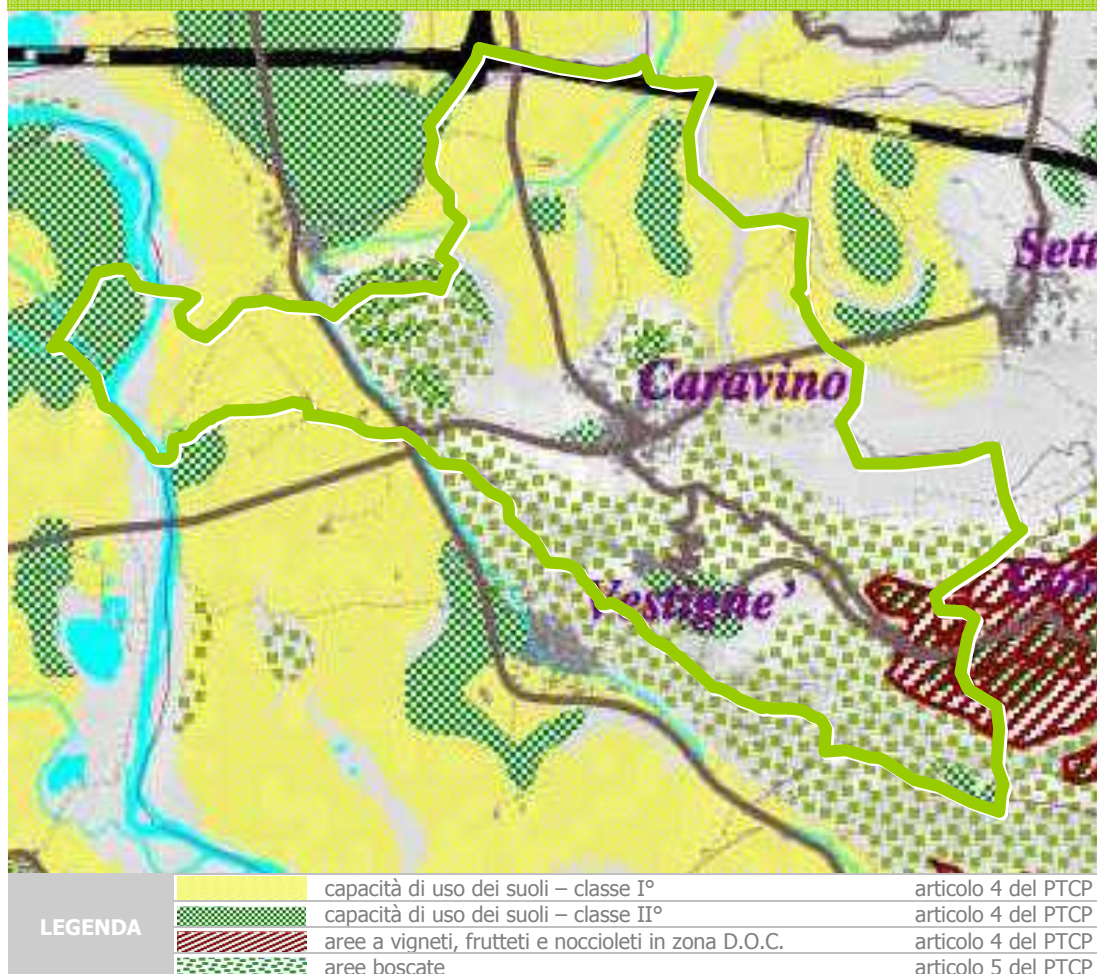 Sett
Caravino
Vestigne'
LEGENDA
capacità di uso dei suoli – classe I° articolo 4 del PTCP
capacità di uso dei suoli – classe II° articolo 4 del PTCP
aree a vigneti, frutteti e noccioleti in zona D.O.C. articolo 4 del PTCP
aree boscate articolo 5 del PTCP